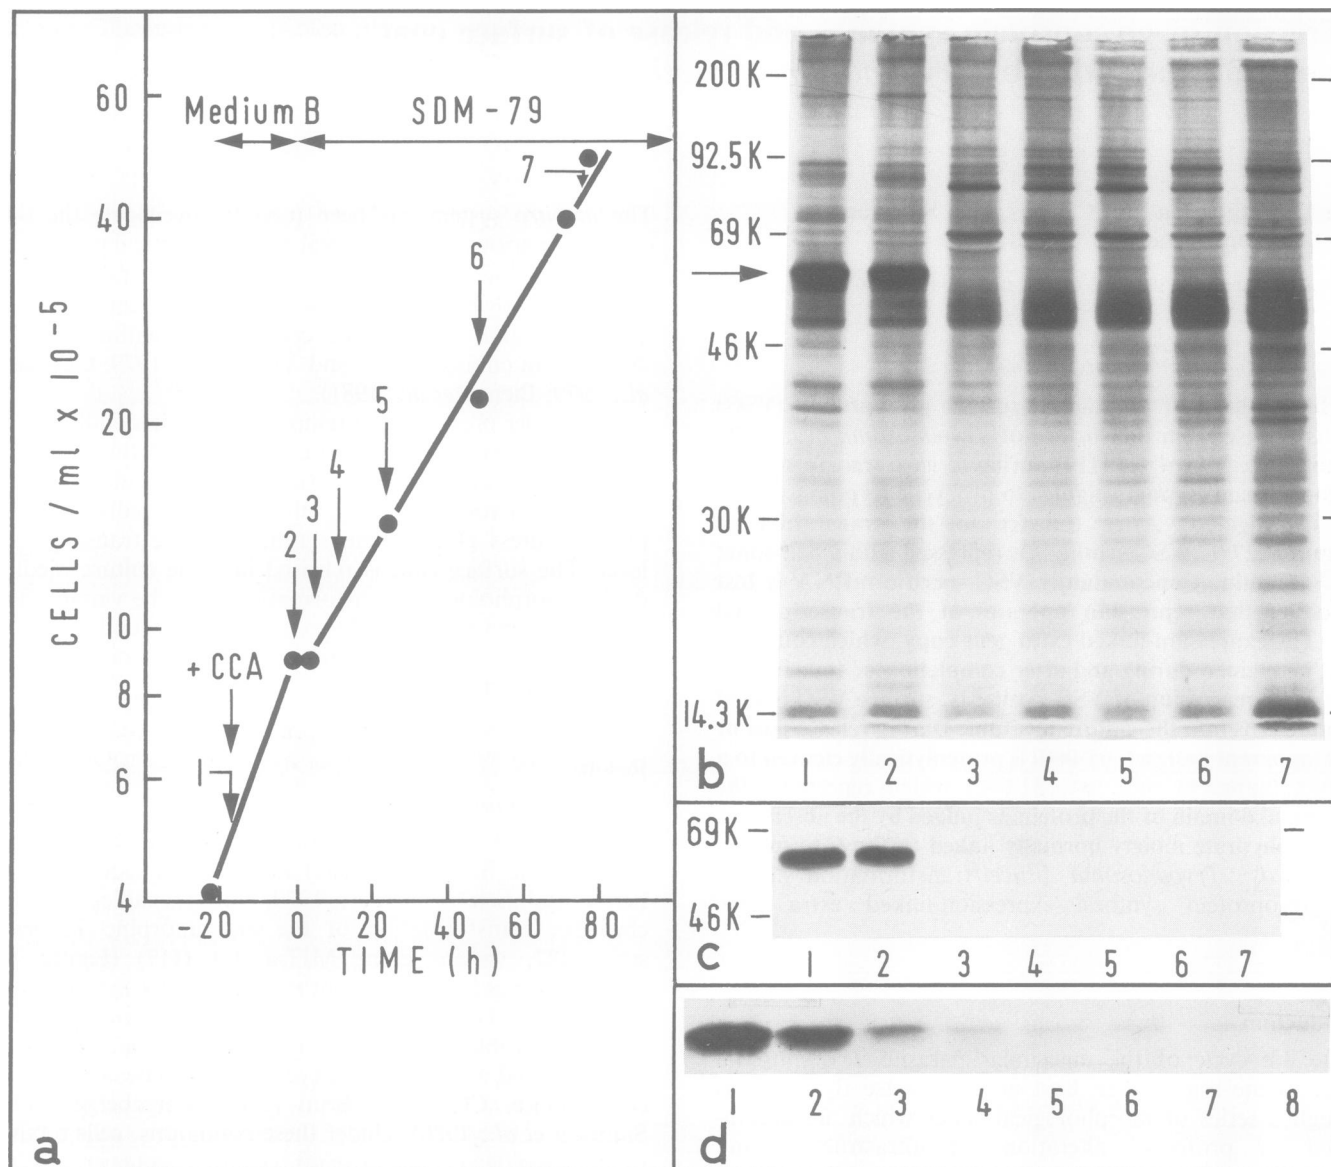 60
40
20
10
8
6
4
CELLS / ml x 10-5
Medium B
SDM-79
7
6
5
4
3
2
+ CCA
1
-20
0
20
40
60
80
TIME (h)
a
200K
92.5K
69K
46K
30K
14.3K
b
1 2 3 4 5 6 7
69K
46K
c
1 2 3 4 5 6 7
1 2 3 4 5 6 7 8
d